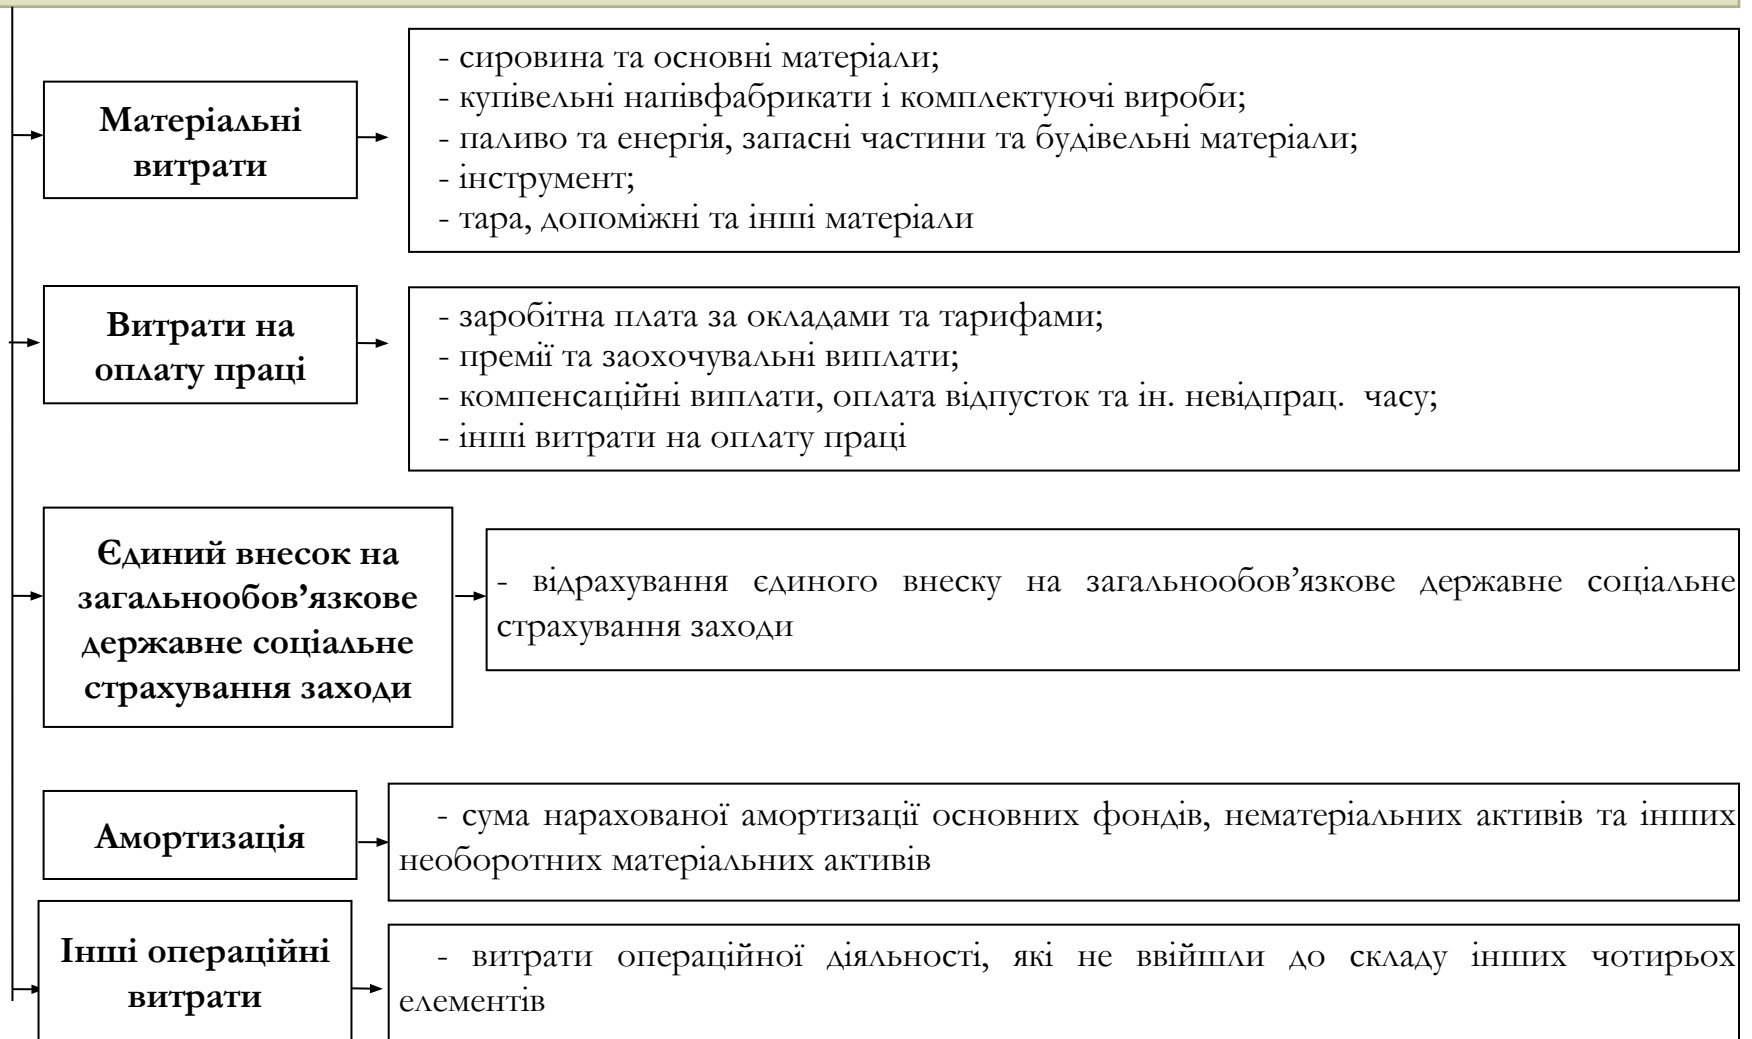 Матеріальні
витрати
- сировина та основні матеріали;
- купівельні напівфабрикати і комплектуючі вироби;
- паливо та енергія, запасні частини та будівельні матеріали;
- інструмент;
- тара, допоміжні та інші матеріали
Витрати на
оплату праці
- заробітна плата за окладами та тарифами;
- премії та заохочувальні виплати;
- компенсаційні виплати, оплата відпусток та ін. невідпрац. часу;
- інші витрати на оплату праці
Єдиний внесок на
загальнообов’язкове
державне соціальне
страхування заходи
- відрахування єдиного внеску на загальнообов’язкове державне соціальне
страхування заходи
Амортизація
- сума нарахованої амортизації основних фондів, нематеріальних активів та інших
необоротних матеріальних активів
Інші операційні
витрати
- витрати операційної діяльності, які не ввійшли до складу інших чотирьох
елементів